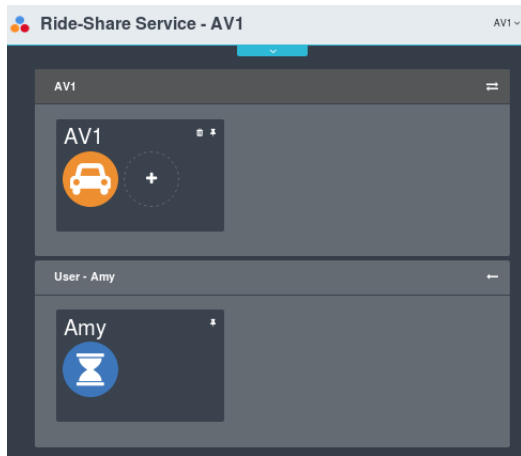 Ride-Share Service - AV1
AV1
AV1
AV1
User - Amy
Amy